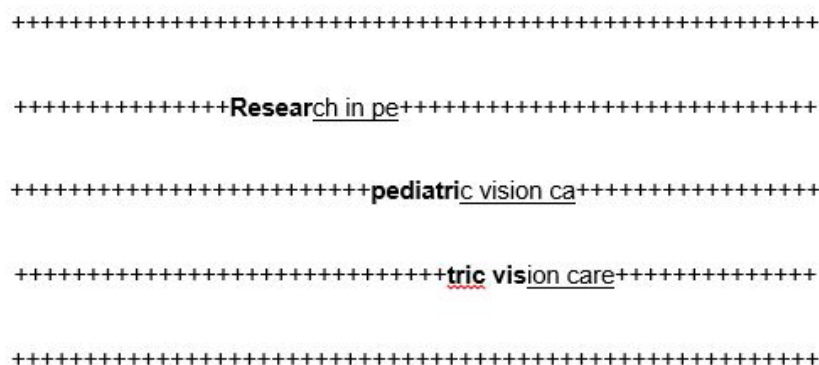 ++++++++++++++++++++++++++++++++++++++++++++++++++++++++
+++++++++++++++Research in pe+++++++++++++++++++++++++++++
+++++++++++++++++++++++++pediatric vision ca+++++++++++++++++
++++++++++++++++++++++++++++++tric vision care++++++++++++++
++++++++++++++++++++++++++++++++++++++++++++++++++++++++